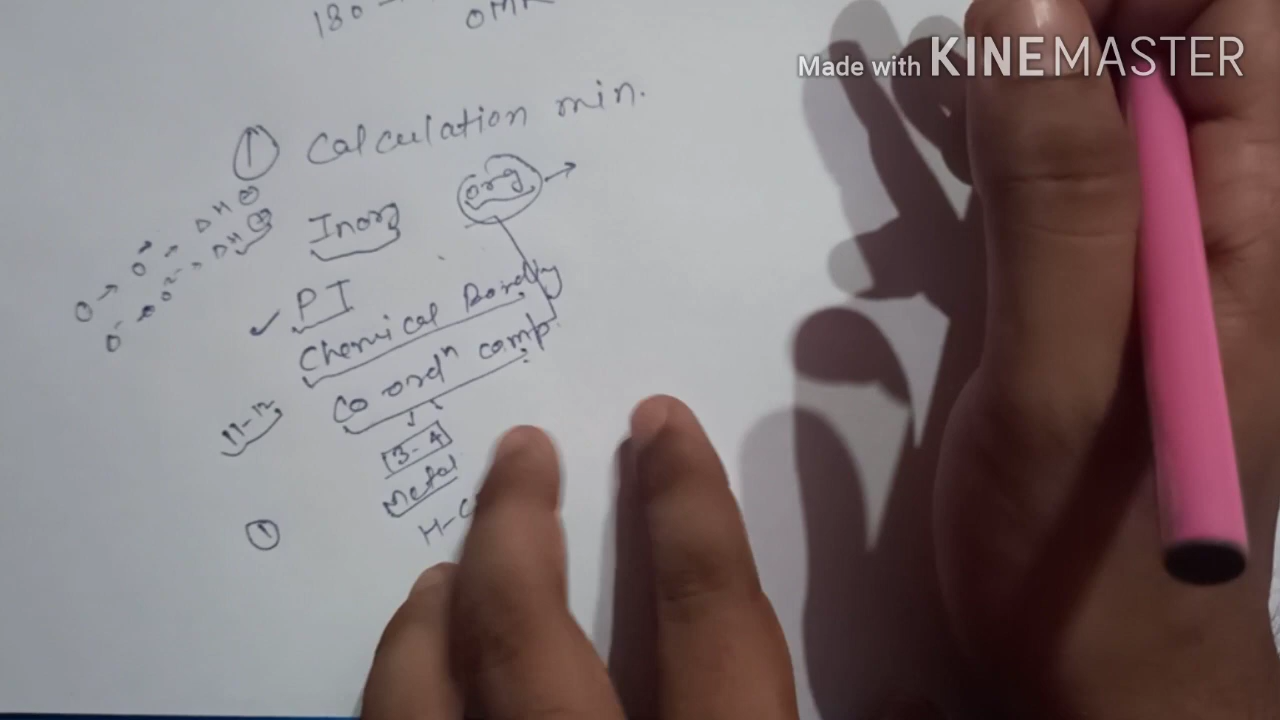 180 –
Made with KINEMASTER
① Calculation min.
Inorg org →
✓ PI
Chemical Bonding
Co ordⁿ comp.
11-12
3-4
Metal
①